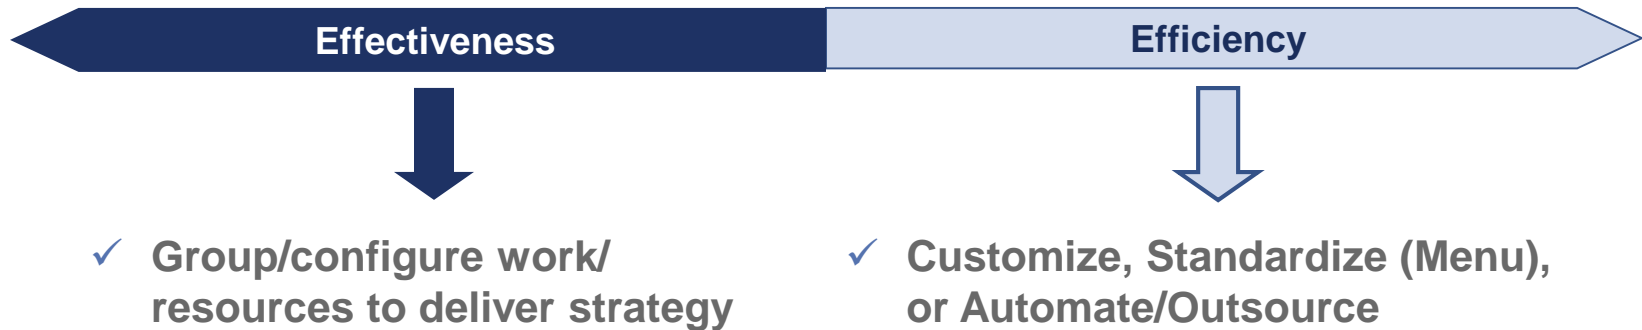 Effectiveness
Efficiency
✓ Group/configure work/
resources to deliver strategy
✓ Customize, Standardize (Menu),
or Automate/Outsource